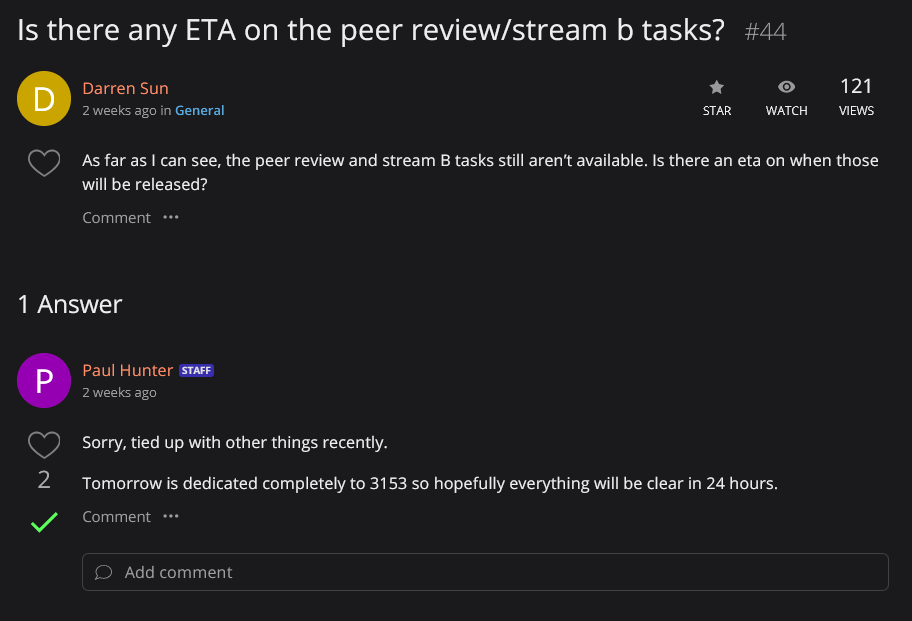 Is there any ETA on the peer review/stream b tasks? #44
D
Darren Sun
2 weeks ago in General
STAR
WATCH
121
VIEWS
As far as I can see, the peer review and stream B tasks still aren't available. Is there an eta on when those
will be released?
Comment ···
1 Answer
P
Paul Hunter STAFF
2 weeks ago
Sorry, tied up with other things recently.
2
Tomorrow is dedicated completely to 3153 so hopefully everything will be clear in 24 hours.
Comment ···
Add comment